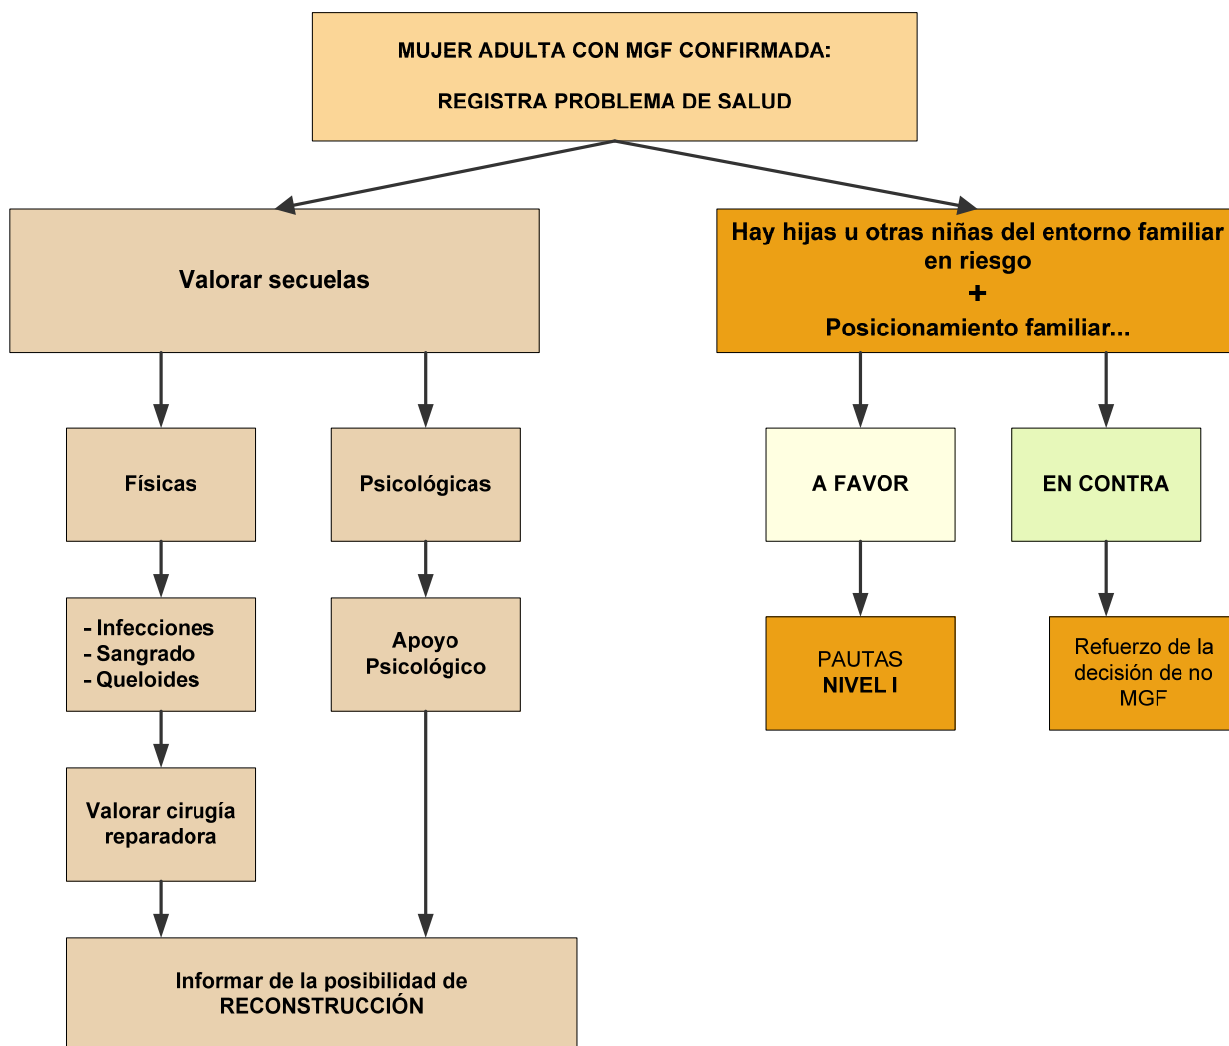 MUJER ADULTA CON MGF CONFIRMADA:
REGISTRA PROBLEMA DE SALUD
Valorar secuelas
Hay hijas u otras niñas del entorno familiar
en riesgo
+
Posicionamiento familiar...
Físicas
Psicológicas
A FAVOR
EN CONTRA
- Infecciones
- Sangrado
- Queloides
Apoyo
Psicológico
PAUTAS
NIVEL I
Refuerzo de la
decisión de no
MGF
Valorar cirugía
reparadora
Informar de la posibilidad de
RECONSTRUCCIÓN